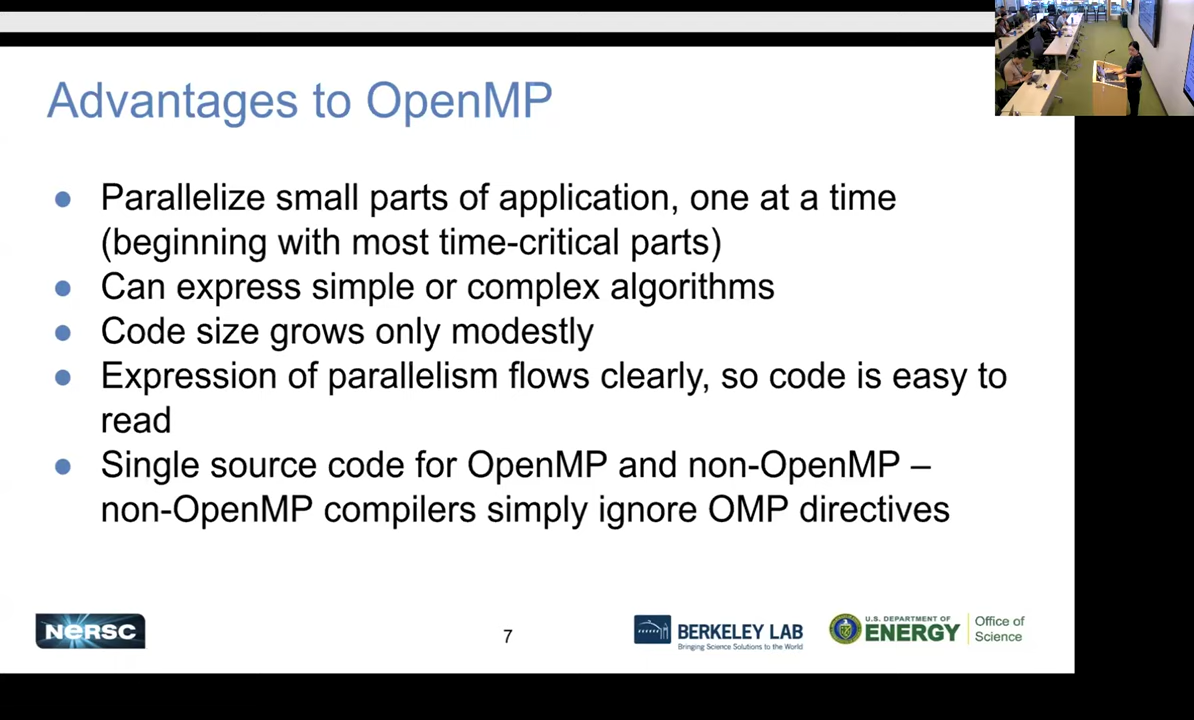 Advantages to OpenMP
● Parallelize small parts of application, one at a time
(beginning with most time-critical parts)
● Can express simple or complex algorithms
● Code size grows only modestly
● Expression of parallelism flows clearly, so code is easy to
read
● Single source code for OpenMP and non-OpenMP –
non-OpenMP compilers simply ignore OMP directives
NERSC
7
BERKELEY LAB
Bringing Science Solutions to the World
U.S. DEPARTMENT OF
ENERGY
Office of
Science